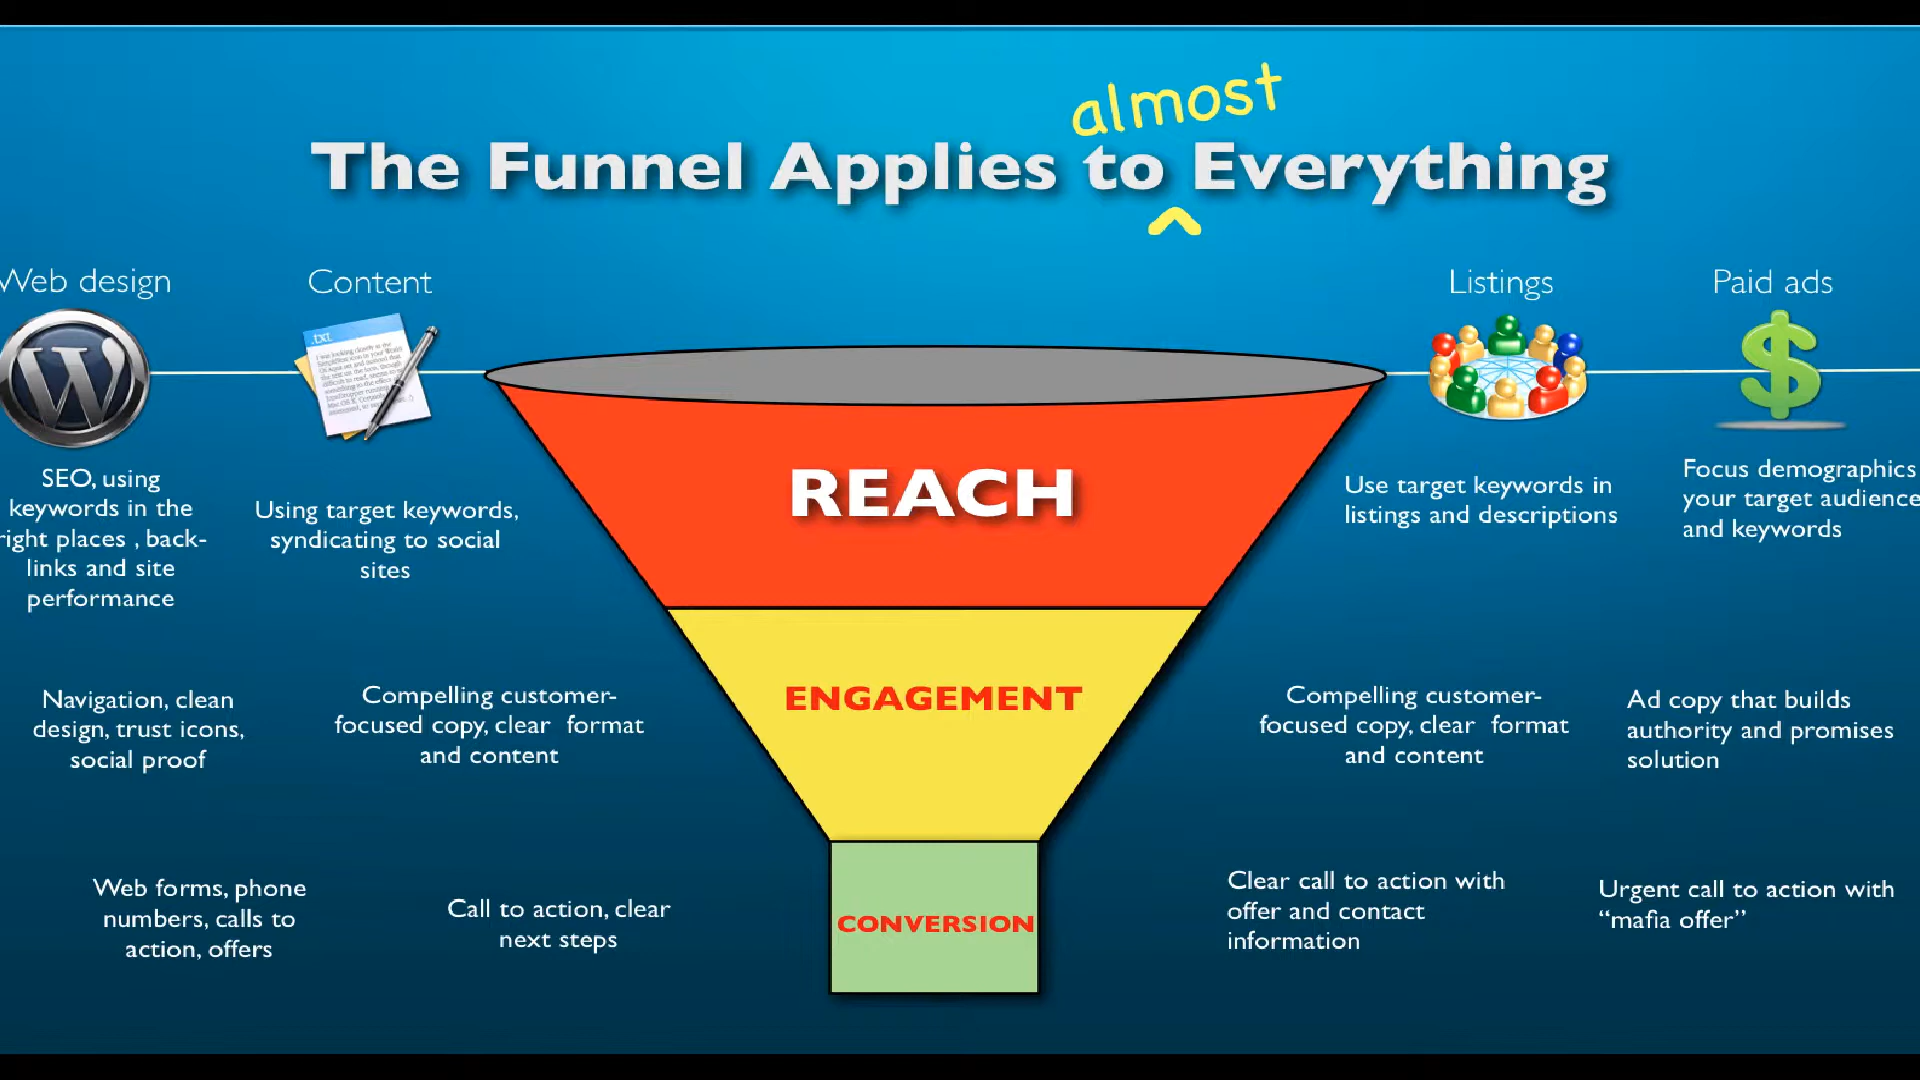 almost
The Funnel Applies to Everything
^
Web design
Content
Listings
Paid ads
W
.txt
SEO, using
keywords in the
right places , back-
links and site
performance
Using target keywords,
syndicating to social
sites
REACH
Use target keywords in
listings and descriptions
Focus demographics
your target audience
and keywords
Navigation, clean
design, trust icons,
social proof
Compelling customer-
focused copy, clear  format
and content
ENGAGEMENT
Compelling customer-
focused copy, clear  format
and content
Ad copy that builds
authority and promises
solution
Web forms, phone
numbers, calls to
action, offers
Call to action, clear
next steps
CONVERSION
Clear call to action with
offer and contact
information
Urgent call to action with
“mafia offer”